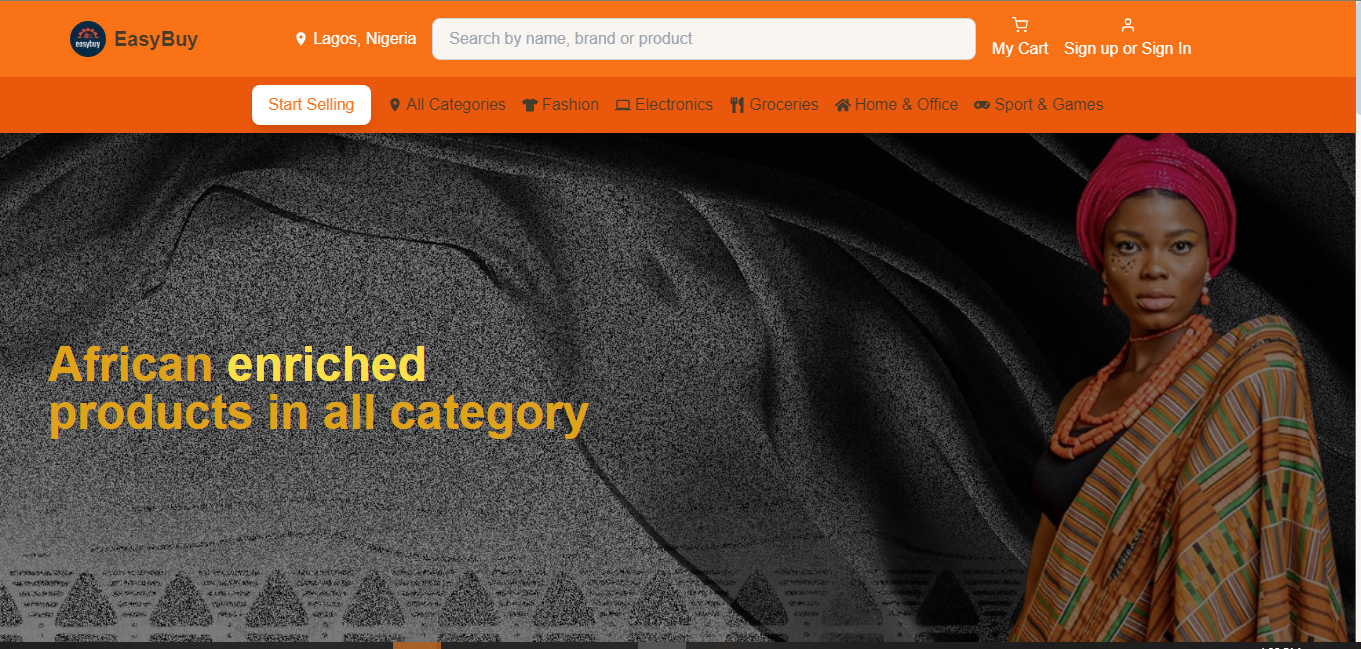 easybuy
EasyBuy
Lagos, Nigeria
Search by name, brand or product
My Cart
Sign up or Sign In
Start Selling
All Categories
Fashion
Electronics
Groceries
Home & Office
Sport & Games
African enriched
products in all category